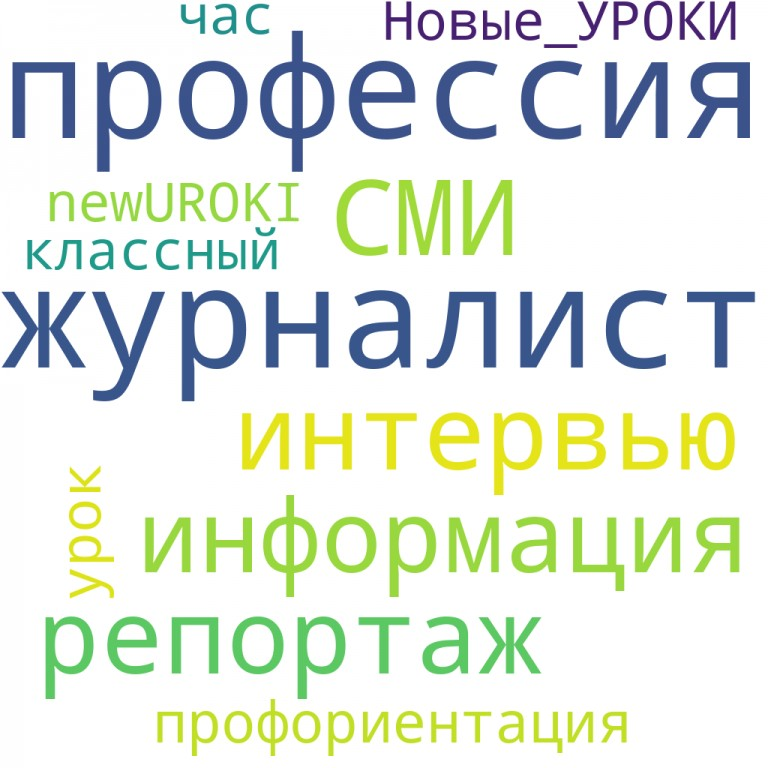 час
Новые_УРОКИ
профессия
newUROKI
СМИ
классный
журналист
интервью
урок
информация
репортаж
профориентация